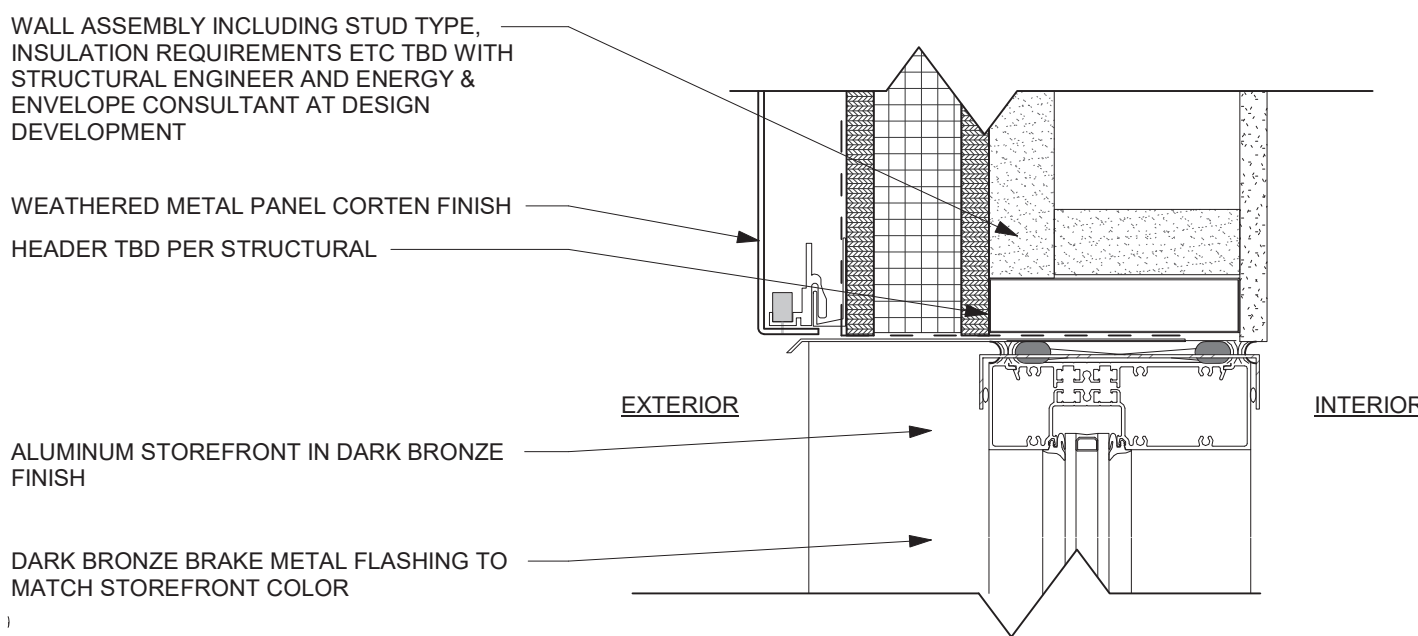 WALL ASSEMBLY INCLUDING STUD TYPE,
INSULATION REQUIREMENTS ETC TBD WITH
STRUCTURAL ENGINEER AND ENERGY &
ENVELOPE CONSULTANT AT DESIGN
DEVELOPMENT
WEATHERED METAL PANEL CORTEN FINISH
HEADER TBD PER STRUCTURAL
EXTERIOR
INTERIOR
ALUMINUM STOREFRONT IN DARK BRONZE
FINISH
DARK BRONZE BRAKE METAL FLASHING TO
MATCH STOREFRONT COLOR